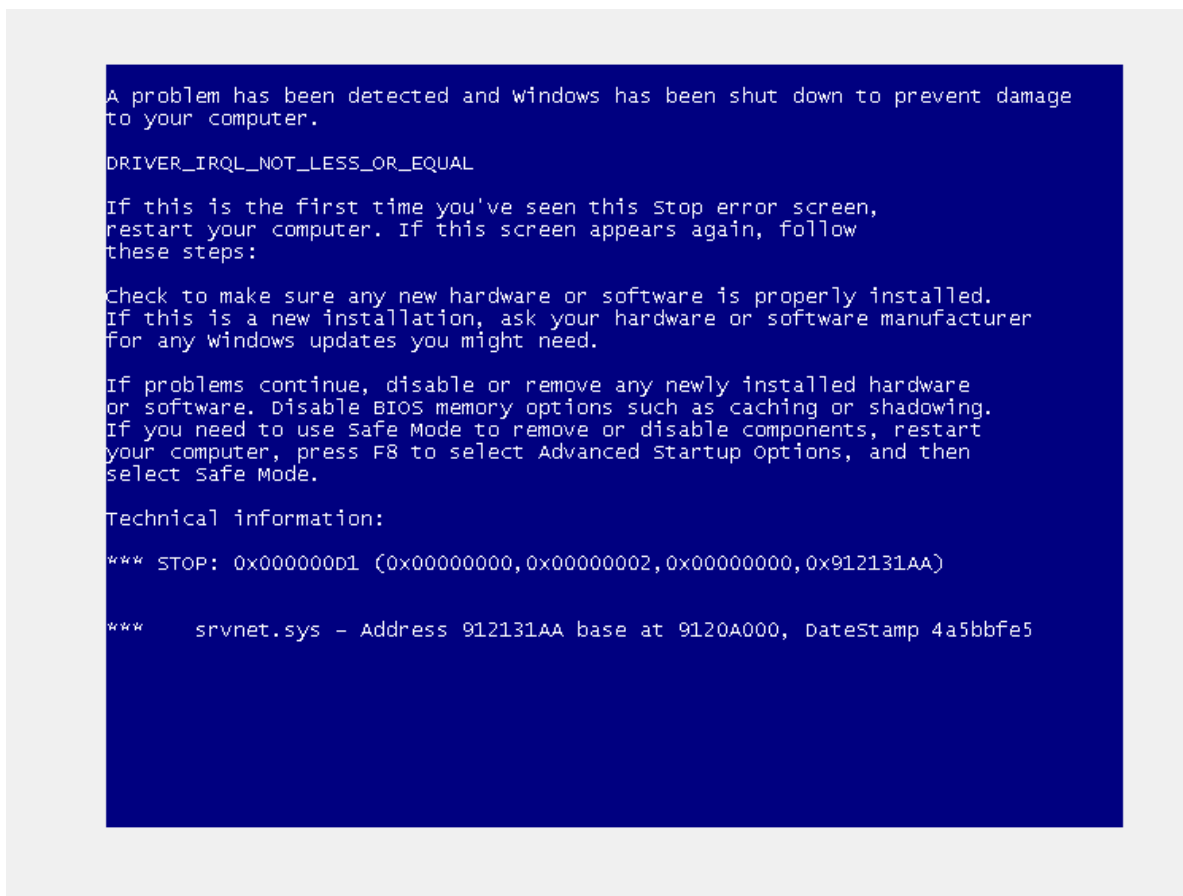 A problem has been detected and Windows has been shut down to prevent damage
to your computer.
DRIVER_IRQL_NOT_LESS_OR_EQUAL
If this is the first time you've seen this Stop error screen,
restart your computer. If this screen appears again, follow
these steps:
Check to make sure any new hardware or software is properly installed.
If this is a new installation, ask your hardware or software manufacturer
for any Windows updates you might need.
If problems continue, disable or remove any newly installed hardware
or software. Disable BIOS memory options such as caching or shadowing.
If you need to use Safe Mode to remove or disable components, restart
your computer, press F8 to select Advanced Startup Options, and then
select Safe Mode.
Technical information:
*** STOP: 0x000000D1 (0x00000000,0x00000002,0x00000000,0x912131AA)
*** srvnet.sys – Address 912131AA base at 9120A000, DateStamp 4a5bbfe5